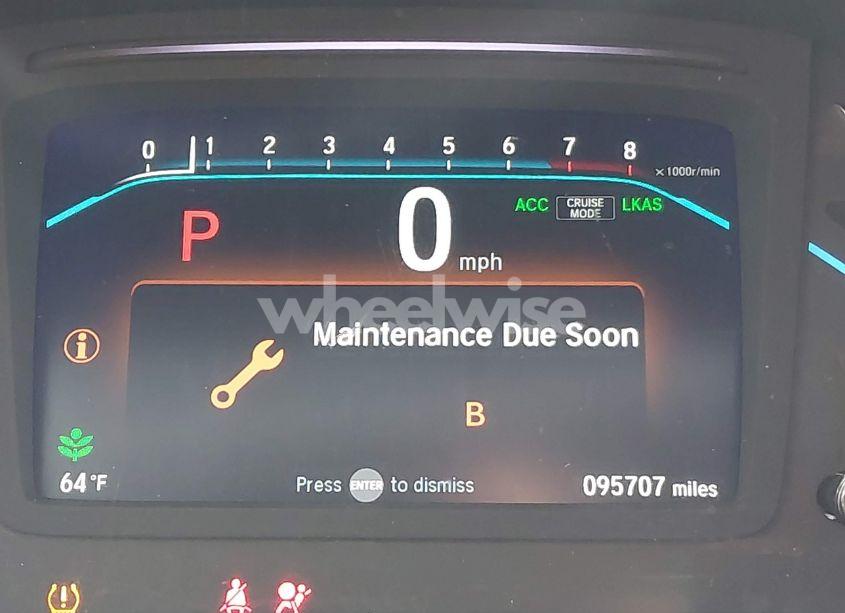 0 1 2 3 4 5 6 7 8
x1000r/min
P 0 mph
ACC CRUISE MODE LKAS
wheelwise
Maintenance Due Soon
B
64°F
Press ENTER to dismiss
095707 miles